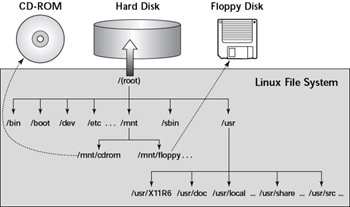 CD-ROM Hard Disk Floppy Disk
/(root)
Linux File System
/bin /boot /dev /etc ... /mnt /sbin /usr
/mnt/cdrom /mnt/floppy ...
/usr/X11R6 /usr/doc /usr/local ... /usr/share ... /usr/src ...